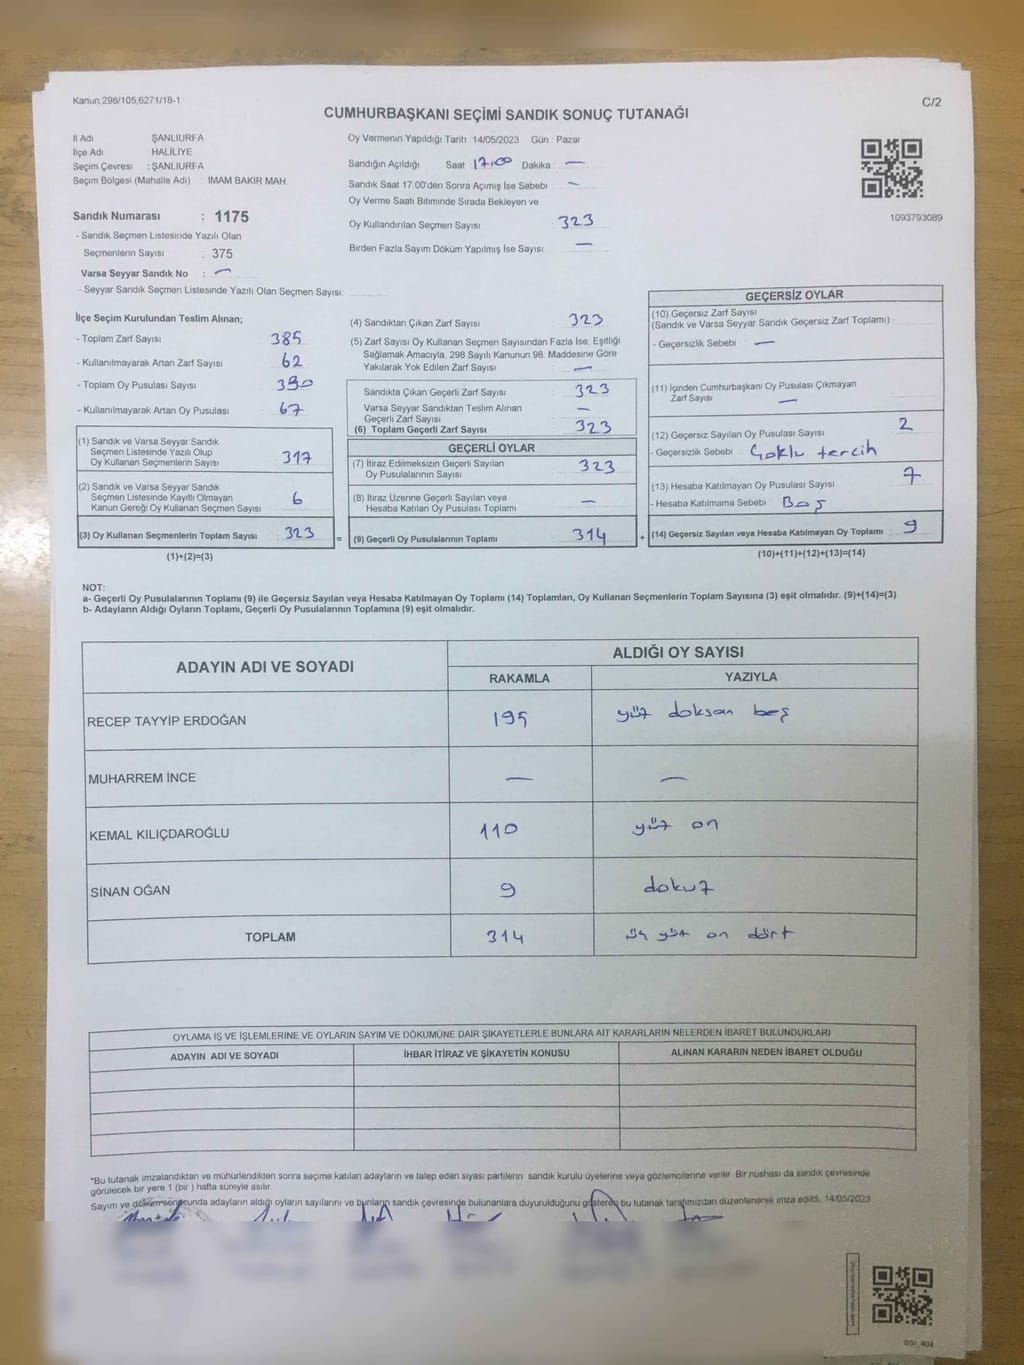 Kanun;298/105,6271/18-1
C/2
CUMHURBAŞKANI SEÇİMİ SANDIK SONUÇ TUTANAĞI
İl Adı ŞANLIURFA
İlçe Adı HALİLİYE
Seçim Çevresi : ŞANLIURFA
Seçim Bölgesi (Mahalle Adı) IMAM BAKIR MAH
Sandık Numarası : 1175
- Sandık Seçmen Listesinde Yazılı Olan
Seçmenlerin Sayısı : 375
Varsa Seyyar Sandık No : —
- Seyyar Sandık Seçmen Listesinde Yazılı Olan Seçmen Sayısı:
Oy Vermenin Yapıldığı Tarih : 14/05/2023 Gün : Pazar
Sandığın Açıldığı Saat 17.00 Dakika : —
Sandık Saat 17.00'den Sonra Açımış İse Sebebi —
Oy Verme Saati Bitiminde Sırada Bekleyen ve
Oy Kullandırılan Seçmen Sayısı 323
Birden Fazla Sayım Döküm Yapılmış İse Sayısı —
1093793089
İlçe Seçim Kurulundan Teslim Alınan;
- Toplam Zarf Sayısı 385
- Kullanılmayarak Artan Zarf Sayısı 62
- Toplam Oy Pusulası Sayısı 390
- Kullanılmayarak Artan Oy Pusulası 67
(1) Sandık ve Varsa Seyyar Sandık
Seçmen Listesinde Yazılı Olup
Oy Kullanan Seçmenlerin Sayısı 317
(2) Sandık ve Varsa Seyyar Sandık
Seçmen Listesinde Kayıtlı Olmayan
Kanun Gereği Oy Kullanan Seçmen Sayısı 6
(3) Oy Kullanan Seçmenlerin Toplam Sayısı 323
(1)+(2)=(3)
=
(4) Sandıktan Çıkan Zarf Sayısı 323
(5) Zarf Sayısı Oy Kullanan Seçmen Sayısından Fazla İse, Eşitliği
Sağlamak Amacıyla, 298 Sayılı Kanunun 98. Maddesine Göre
Yakılarak Yok Edilen Zarf Sayısı —
Sandıkta Çıkan Geçerli Zarf Sayısı 323
Varsa Seyyar Sandıktan Teslim Alınan
Geçerli Zarf Sayısı —
(6) Toplam Geçerli Zarf Sayısı 323
GEÇERLİ OYLAR
(7) İtiraz Edilmeksizin Geçerli Sayılan
Oy Pusulalarının Sayısı 323
(8) İtiraz Üzerine Geçerli Sayılan veya
Hesaba Katılan Oy Pusulası Toplamı —
(9) Geçerli Oy Pusulalarının Toplamı 314
+
GEÇERSİZ OYLAR
(10) Geçersiz Zarf Sayısı
(Sandık ve Varsa Seyyar Sandık Geçersiz Zarf Toplamı)
- Geçersizlik Sebebi —
(11) İçinden Cumhurbaşkanı Oy Pusulası Çıkmayan
Zarf Sayısı —
(12) Geçersiz Sayılan Oy Pusulası Sayısı 2
- Geçersizlik Sebebi Çoklu tercih
(13) Hesaba Katılmayan Oy Pusulası Sayısı 7
- Hesaba Katılmama Sebebi Boş
(14) Geçersiz Sayılan veya Hesaba Katılmayan Oy Toplamı : 9
(10)+(11)+(12)+(13)=(14)
NOT:
a- Geçerli Oy Pusulalarının Toplamı (9) ile Geçersiz Sayılan veya Hesaba Katılmayan Oy Toplamı (14) Toplamları, Oy Kullanan Seçmenlerin Toplam Sayısına (3) eşit olmalıdır. (9)+(14)=(3)
b- Adayların Aldığı Oyların Toplamı, Geçerli Oy Pusulalarının Toplamına (9) eşit olmalıdır.
ADAYIN ADI VE SOYADI ALDIĞI OY SAYISI
RAKAMLA YAZIYLA
RECEP TAYYİP ERDOĞAN 195 yüz doksan beş
MUHARREM İNCE — —
KEMAL KILIÇDAROĞLU 110 yüz on
SİNAN OĞAN 9 dokuz
TOPLAM 314 üç yüz on dört
OYLAMA İŞ VE İŞLEMLERİNE VE OYLARIN SAYIM VE DÖKÜMÜNE DAİR ŞİKAYETLERLE BUNLARA AİT KARARLARIN NELERDEN İBARET BULUNDUKLARI
ADAYIN ADI VE SOYADI İHBAR İTİRAZ VE ŞİKAYETİN KONUSU ALINAN KARARIN NEDEN İBARET OLDUĞU
*Bu tutanak imzalandıktan ve mühürlendikten sonra seçime katılan adayların ve talep eden siyasi partilerin sandık kurulu üyelerine veya gözlemcilerine verilir. Bir nushası da sandık çevresinde
görülecek bir yere 1 (bir ) hafta süreyle asılır.
Sayım ve döküm sonucunda adayların aldığı oyların sayılarını ve bunların sandık çevresinde bulunanlara duyurulduğunu gösteren bu tutanak tarafımızdan düzenlenerek imza edildi. 14/05/2023